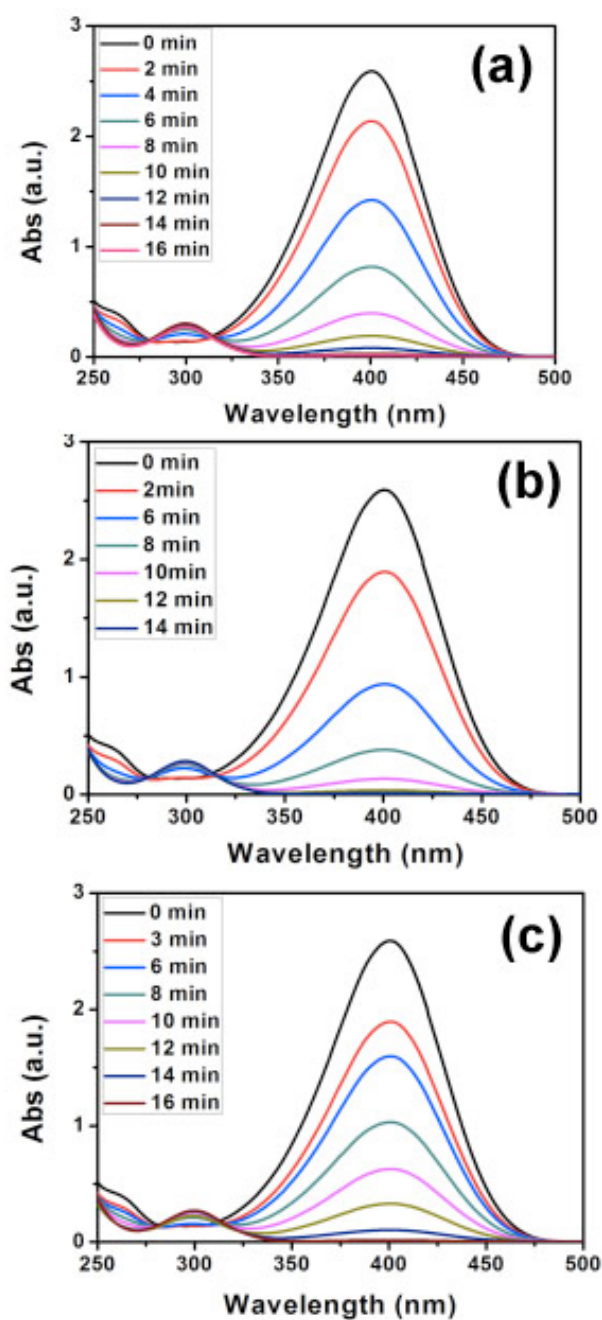 (a)
0 min
2 min
4 min
6 min
8 min
10 min
12 min
14 min
16 min
3
2
1
0
Abs (a.u.)
250 300 350 400 450 500
Wavelength (nm)
(b)
0 min
2min
6 min
8 min
10min
12 min
14 min
3
2
1
0
Abs (a.u.)
250 300 350 400 450 500
Wavelength (nm)
(c)
0 min
3 min
6 min
8 min
10 min
12 min
14 min
16 min
3
2
1
0
Abs (a.u.)
250 300 350 400 450 500
Wavelength (nm)